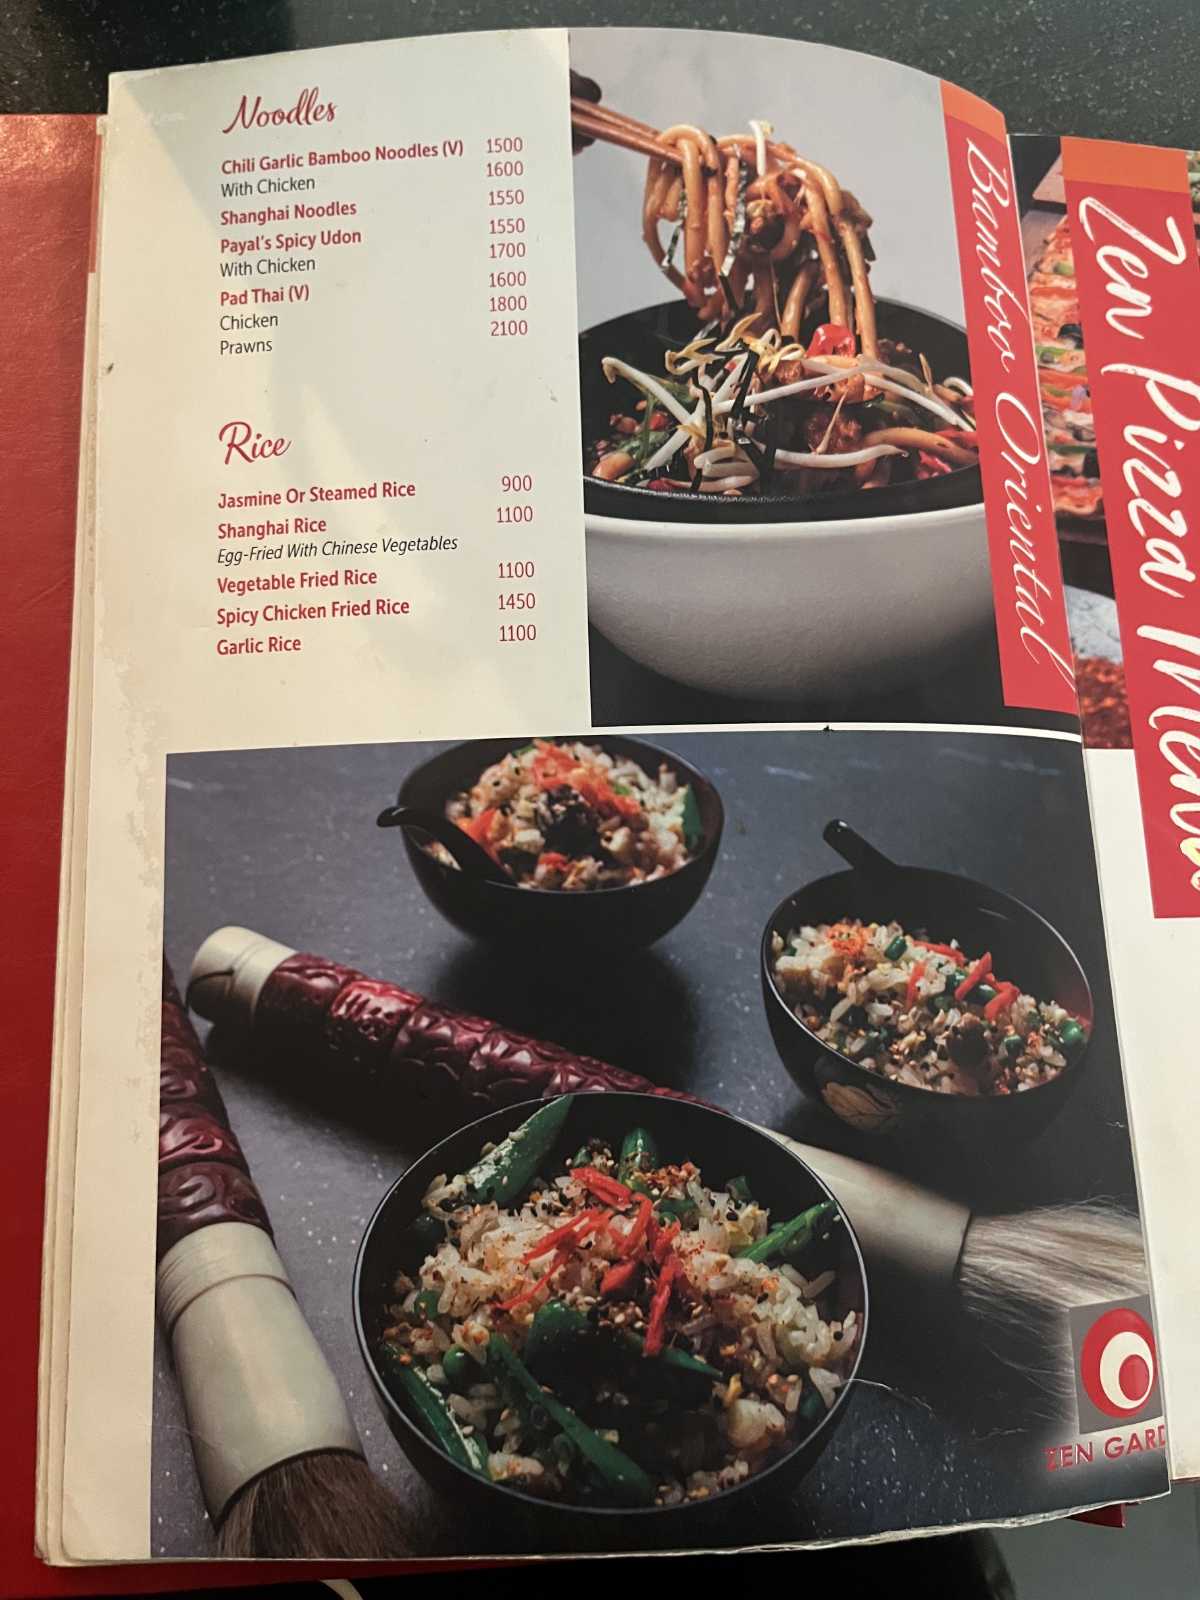 Noodles
Chili Garlic Bamboo Noodles (V) 1500
With Chicken 1600
Shanghai Noodles 1550
Payal's Spicy Udon 1550
With Chicken 1700
Pad Thai (V) 1600
Chicken 1800
Prawns 2100
Rice
Jasmine Or Steamed Rice 900
Shanghai Rice 1100
Egg-Fried With Chinese Vegetables
Vegetable Fried Rice 1100
Spicy Chicken Fried Rice 1450
Garlic Rice 1100
Bamboo Oriental
Zen Pizza Menu
ZEN GARD